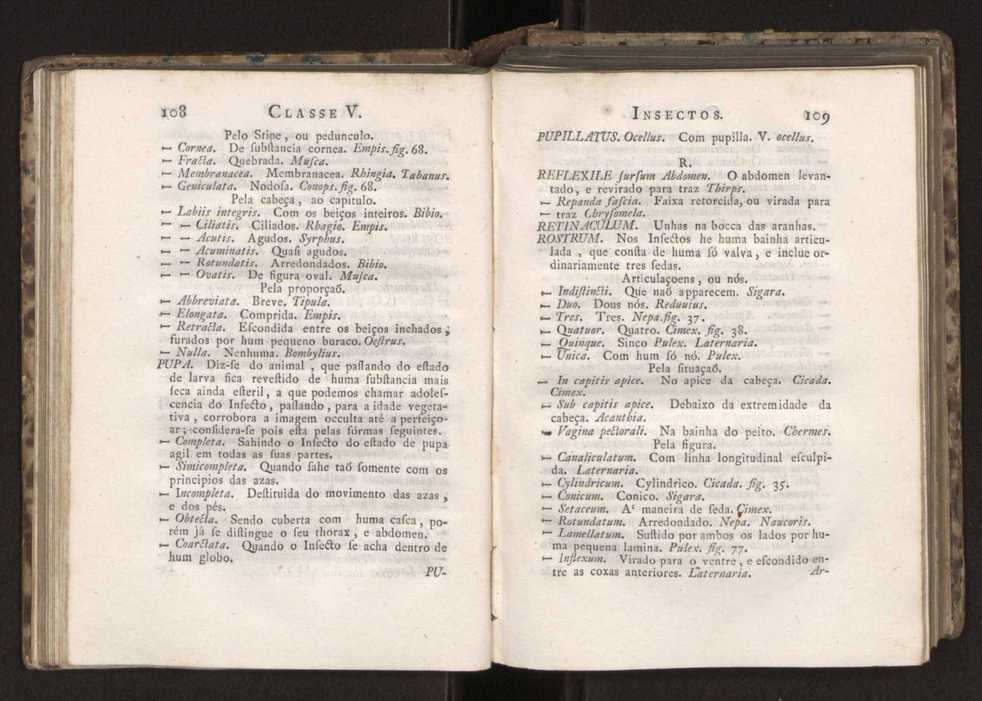 108 CLASSE V.
Pelo Stipe, ou pedunculo.
— Cornea. De ſubſtancia cornea. Empis. fig. 68.
— Fracta. Quebrada. Muſca.
— Membranacea. Membranacea. Rhingia. Tabanus.
— Geniculata. Nodoſa. Conops. fig. 68.
Pela cabeça, ao capitulo.
— Labiis integris. Com os beiços inteiros. Bibio.
— — Ciliatis. Ciliados. Rhagio. Empis.
— — Acutis. Agudos. Syrphus.
— — Acuminatis. Quaſi agudos.
— — Rotundatis. Arredondados. Bibio.
— — Ovatis. De figura oval. Muſca.
Pela proporçaõ.
— Abbreviata. Breve. Tipula.
— Elongata. Comprida. Empis.
— Retracta. Eſcondida entre os beiços inchados,
furados por hum pequeno buraco. Oeſtrus.
— Nulla. Nenhuma. Bombylius.
PUPA. Diz-ſe do animal, que paſſando do eſtado
de larva fica reveſtido de huma ſubſtancia mais
ſeca ainda eſteril, a que podemos chamar adoleſ-
cencia do Inſecto, paſſando, para a idade vegeta-
tiva, corrobora a imagem occulta até a perfeiço-
ar; conſidera-ſe pois eſta pelas fórmas ſeguintes.
— Completa. Sahindo o Inſecto do eſtado de pupa
agil em todas as ſuas partes.
— Simicompleta. Quando ſahe taõ ſomente com os
principios das azas.
— Incompleta. Deſtituida do movimento das azas,
e dos pés.
— Obtecta. Sendo cuberta com huma caſca, po-
rém já ſe diſtingue o ſeu thorax, e abdomen.
— Coarctata. Quando o Inſecto ſe acha dentro de
hum globo.
PU-
INSECTOS. 109
PUPILLATUS. Ocellus. Com pupilla. V. ocellus.
R.
REFLEXILE ſurſum Abdomen. O abdomen levan-
tado, e revirado para traz Thirps.
— Repanda faſcia. Faixa retorcida, ou virada para
— traz Chryſomela.
RETINACULUM. Unhas na bocca das aranhas.
ROSTRUM. Nos Inſectos he huma bainha articu-
lada, que conſta de huma ſó valva, e inclue or-
dinariamente tres ſedas.
Articulaçoens, ou nós.
— Indiſtincti. Que naõ apparecem. Sigara.
— Duo. Dous nós. Reduvius.
— Tres. Tres. Nepa. fig. 37.
— Quatuor. Quatro. Cimex. fig. 38.
— Quinque. Sinco Pulex. Laternaria.
— Unica. Com hum ſó nó. Pulex.
Pela ſituaçaõ.
— In capitis apice. No apice da cabeça. Cicada.
Cimex.
— Sub capitis apice. Debaixo da extremidade da
cabeça. Acanthia.
— Vagina pectorali. Na bainha do peito. Chermes.
Pela figura.
— Canaliculatum. Com linha longitudinal eſculpi-
da. Laternaria.
— Cylindricum. Cylindrico. Cicada. fig. 35.
— Conicum. Conico. Sigara.
— Setaceum. A' maneira de ſeda. Cimex.
— Rotundatum. Arredondado. Nepa. Naucoris.
— Lamellatum. Suſtido por ambos os lados por hu-
ma pequena lamina. Pulex. fig. 77.
— Inflexum. Virado para o ventre, e eſcondido en-
tre as coxas anteriores. Laternaria.
Ar-